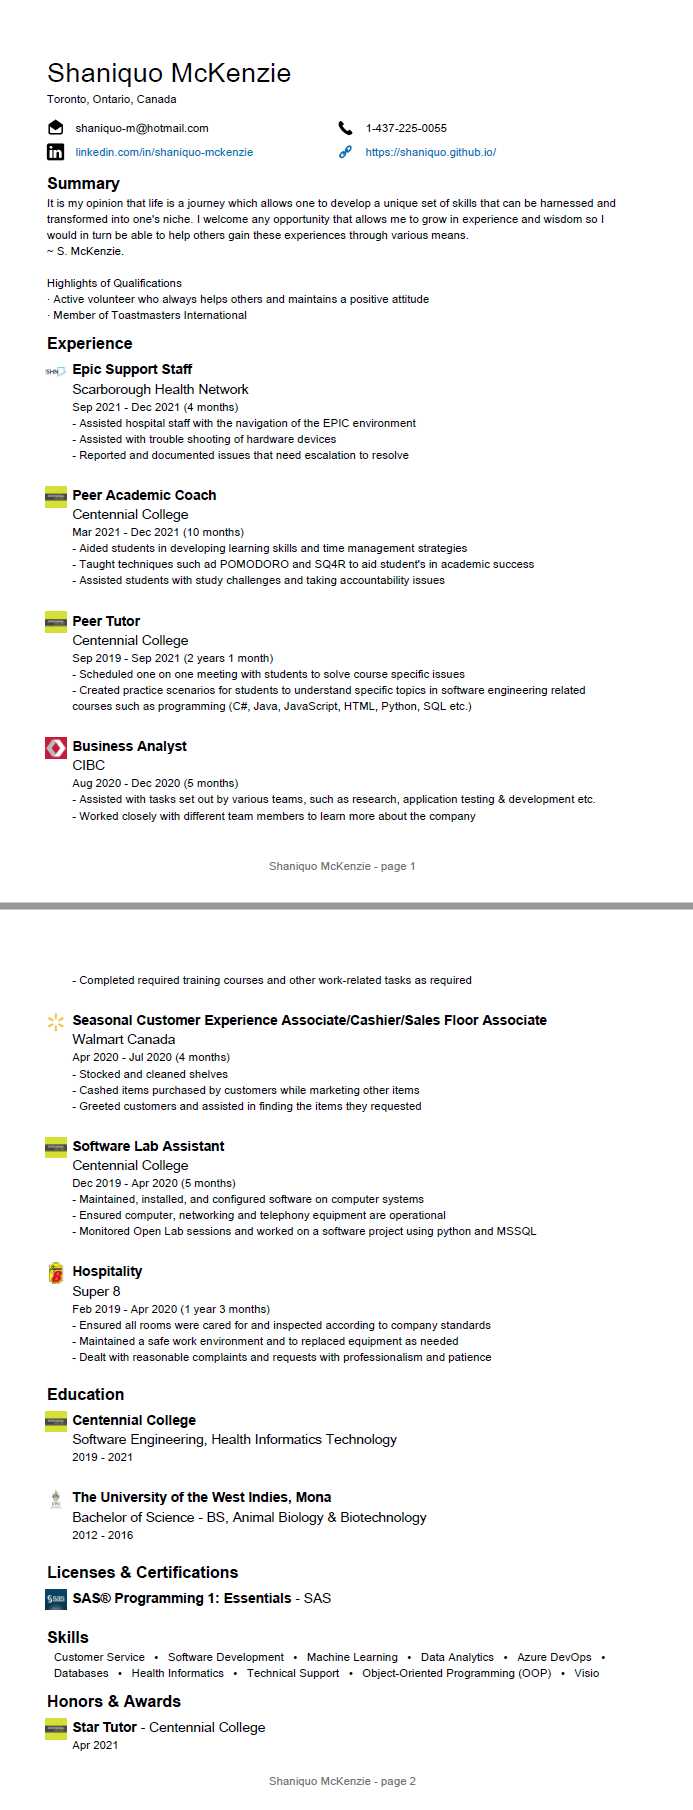 Shaniquo McKenzie
Toronto, Ontario, Canada
shaniquo-m@hotmail.com
1-437-225-0055
linkedin.com/in/shaniquo-mckenzie
https://shaniquo.github.io/
Summary
It is my opinion that life is a journey which allows one to develop a unique set of skills that can be harnessed and
transformed into one's niche. I welcome any opportunity that allows me to grow in experience and wisdom so I
would in turn be able to help others gain these experiences through various means.
~ S. McKenzie.
Highlights of Qualifications
· Active volunteer who always helps others and maintains a positive attitude
· Member of Toastmasters International
Experience
SHN
Epic Support Staff
Scarborough Health Network
Sep 2021 - Dec 2021 (4 months)
- Assisted hospital staff with the navigation of the EPIC environment
- Assisted with trouble shooting of hardware devices
- Reported and documented issues that need escalation to resolve
Peer Academic Coach
Centennial College
Mar 2021 - Dec 2021 (10 months)
- Aided students in developing learning skills and time management strategies
- Taught techniques such ad POMODORO and SQ4R to aid student's in academic success
- Assisted students with study challenges and taking accountability issues
Peer Tutor
Centennial College
Sep 2019 - Sep 2021 (2 years 1 month)
- Scheduled one on one meeting with students to solve course specific issues
- Created practice scenarios for students to understand specific topics in software engineering related
courses such as programming (C#, Java, JavaScript, HTML, Python, SQL etc.)
Business Analyst
CIBC
Aug 2020 - Dec 2020 (5 months)
- Assisted with tasks set out by various teams, such as research, application testing & development etc.
- Worked closely with different team members to learn more about the company
Shaniquo McKenzie - page 1
- Completed required training courses and other work-related tasks as required
Seasonal Customer Experience Associate/Cashier/Sales Floor Associate
Walmart Canada
Apr 2020 - Jul 2020 (4 months)
- Stocked and cleaned shelves
- Cashed items purchased by customers while marketing other items
- Greeted customers and assisted in finding the items they requested
Software Lab Assistant
Centennial College
Dec 2019 - Apr 2020 (5 months)
- Maintained, installed, and configured software on computer systems
- Ensured computer, networking and telephony equipment are operational
- Monitored Open Lab sessions and worked on a software project using python and MSSQL
8
Hospitality
Super 8
Feb 2019 - Apr 2020 (1 year 3 months)
- Ensured all rooms were cared for and inspected according to company standards
- Maintained a safe work environment and to replaced equipment as needed
- Dealt with reasonable complaints and requests with professionalism and patience
Education
Centennial College
Software Engineering, Health Informatics Technology
2019 - 2021
The University of the West Indies, Mona
Bachelor of Science - BS, Animal Biology & Biotechnology
2012 - 2016
Licenses & Certifications
sas
SAS® Programming 1: Essentials - SAS
Skills
Customer Service • Software Development • Machine Learning • Data Analytics • Azure DevOps •
Databases • Health Informatics • Technical Support • Object-Oriented Programming (OOP) • Visio
Honors & Awards
Star Tutor - Centennial College
Apr 2021
Shaniquo McKenzie - page 2